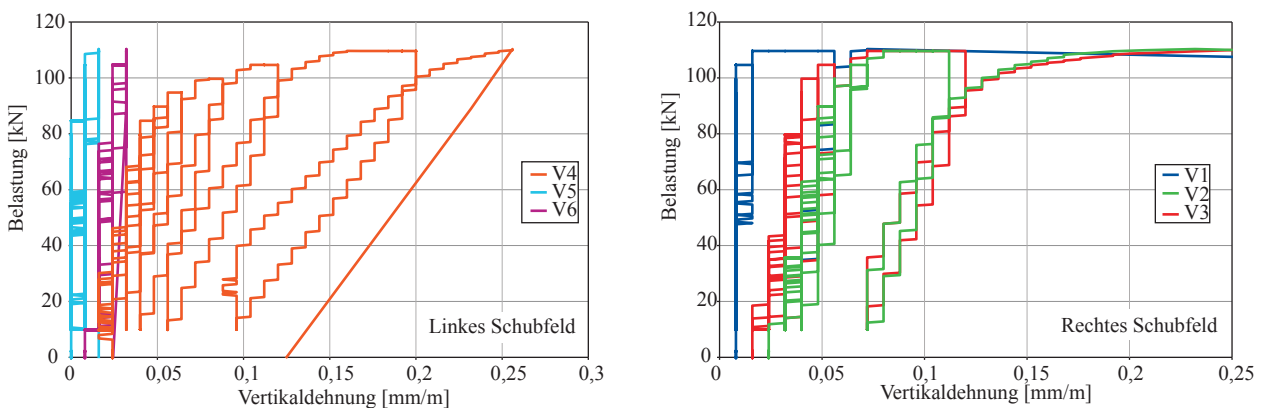 120
100
80
60
40
20
0
Belastung [kN]
V4
V5
V6
Linkes Schubfeld
0 0,05 0,1 0,15 0,2 0,25 0,3
Vertikaldehnung [mm/m]
120
100
80
60
40
20
0
Belastung [kN]
V1
V2
V3
Rechtes Schubfeld
0 0,05 0,1 0,15 0,2 0,25
Vertikaldehnung [mm/m]